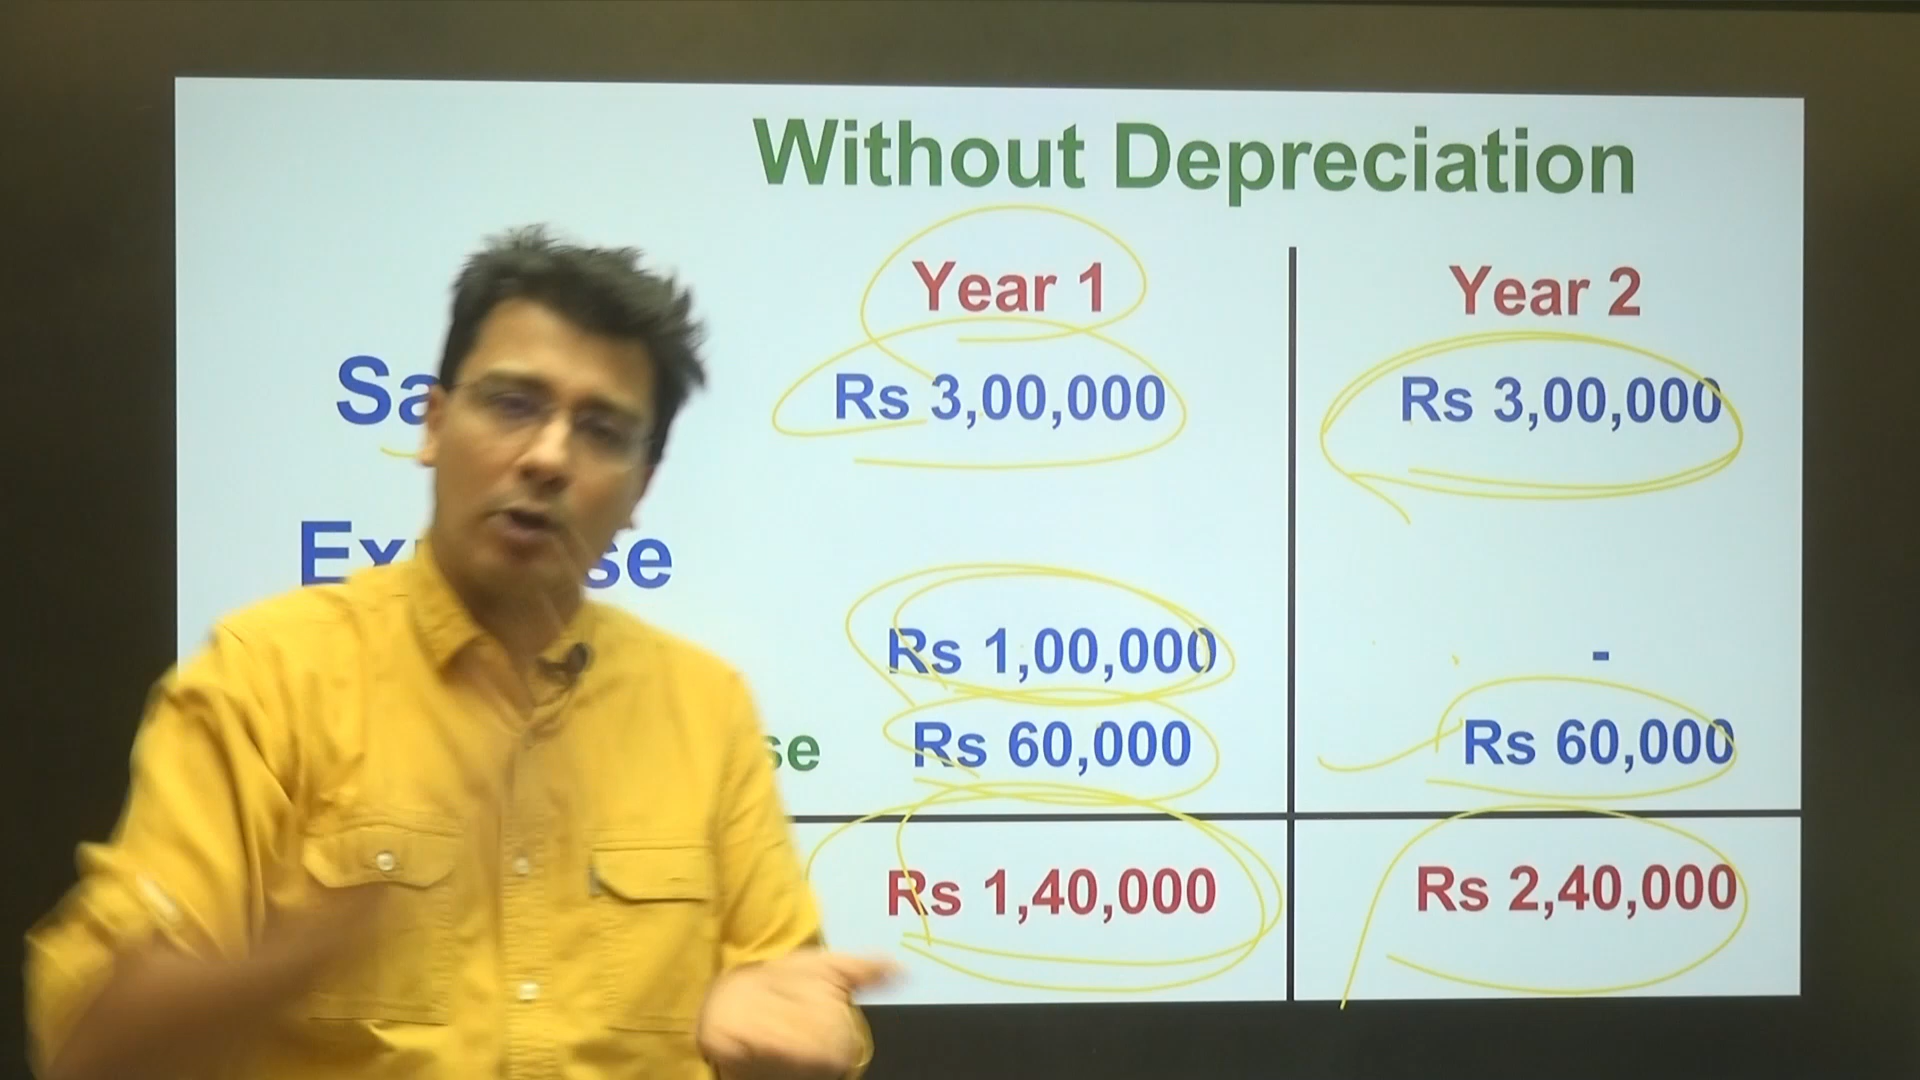 Without Depreciation
Year 1 Year 2
Rs 3,00,000 Rs 3,00,000
Rs 1,00,000 -
Rs 60,000 Rs 60,000
Rs 1,40,000 Rs 2,40,000